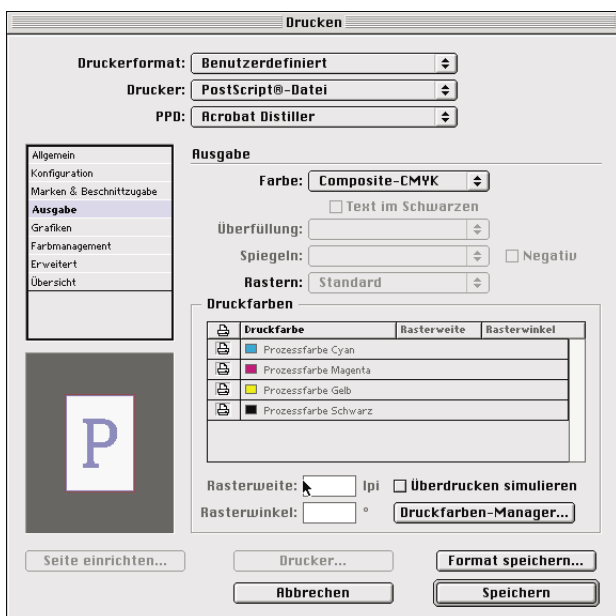 Drucken
Druckerformat: Benutzerdefiniert
Drucker: PostScript®-Datei
PPD: Acrobat Distiller
Allgemein
Konfiguration
Marken & Beschnittzugabe
Ausgabe
Grafiken
Farbmanagement
Erweitert
Übersicht
P
Ausgabe
Farbe: Composite-CMYK
Text im Schwarzen
Überfüllung:
Spiegeln: Negativ
Rastern: Standard
Druckfarben
Druckfarbe Rasterweite Rasterwinkel
Prozessfarbe Cyan
Prozessfarbe Magenta
Prozessfarbe Gelb
Prozessfarbe Schwarz
Rasterweite: lpi Überdrucken simulieren
Rasterwinkel: ° Druckfarben-Manager...
Seite einrichten... Drucker... Format speichern...
Abbrechen Speichern